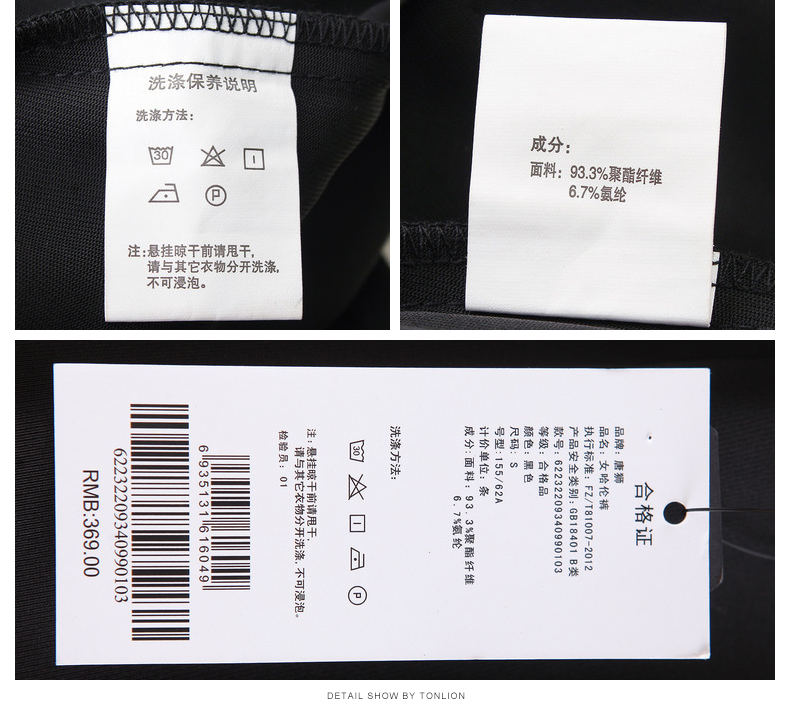 洗涤保养说明
洗涤方法：
30
P
注：悬挂晾干前请甩干，
请与其它衣物分开洗涤，
不可浸泡。
成分：
面料：93.3%聚酯纤维
6.7%氨纶
合格证
品牌：唐狮
品名：女哈伦裤
执行标准：FZ/T81007-2012
产品安全类别：GB18401 B类
款号：62232209340990103
等级：合格品
颜色：黑色
尺码：S
号型：155/62A
计价单位：条
成分：面料：93.3%聚酯纤维
6.7%氨纶
洗涤方法：
30
P
注：悬挂晾干前请甩干，
请与其它衣物分开洗涤，不可浸泡。
检验员：01
6935131616049
62232209340990103
RMB:369.00
DETAIL SHOW BY TONLION